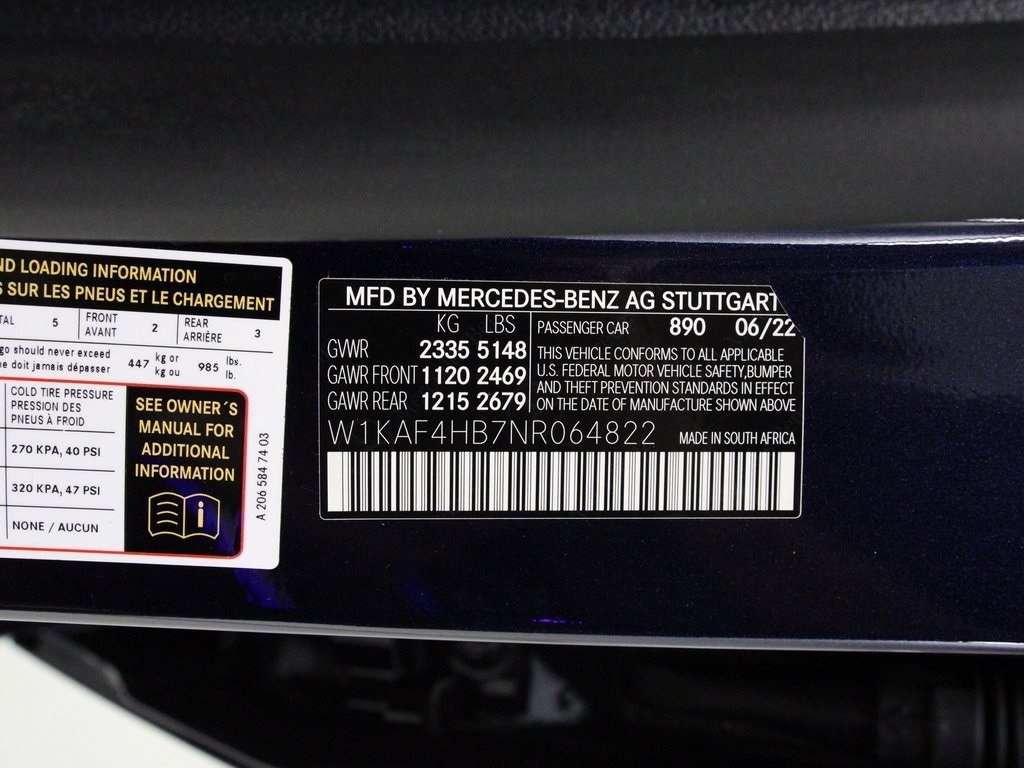 ND LOADING INFORMATION
S SUR LES PNEUS ET LE CHARGEMENT
TAL 5 FRONT AVANT 2 REAR ARRIÈRE 3
go should never exceed 447 kg or 985 lbs.
ne doit jamais dépasser kg ou lb.
COLD TIRE PRESSURE
PRESSION DES
PNEUS À FROID
270 KPA, 40 PSI
320 KPA, 47 PSI
NONE / AUCUN
SEE OWNER´S
MANUAL FOR
ADDITIONAL
INFORMATION
i
A 206 584 74 03
MFD BY MERCEDES-BENZ AG STUTTGART
KG LBS
GVWR 2335 5148
GAWR FRONT 1120 2469
GAWR REAR 1215 2679
PASSENGER CAR 890 06/22
THIS VEHICLE CONFORMS TO ALL APPLICABLE
U.S. FEDERAL MOTOR VEHICLE SAFETY,BUMPER
AND THEFT PREVENTION STANDARDS IN EFFECT
ON THE DATE OF MANUFACTURE SHOWN ABOVE
W1KAF4HB7NR064822 MADE IN SOUTH AFRICA